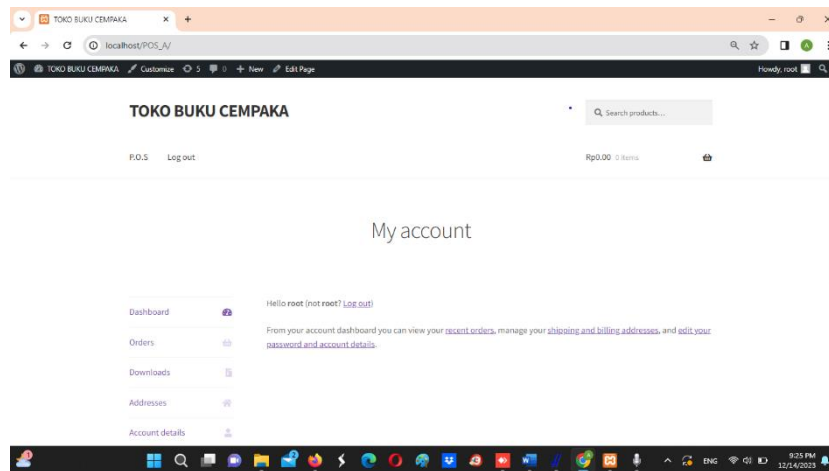 TOKO BUKU CEMPAKA
localhost/POS_A/
TOKO BUKU CEMPAKA Customize 5 0 New Edit Page Howdy, root
TOKO BUKU CEMPAKA
Search products...
P.O.S Log out
Rp0.00 0 items
My account
Dashboard
Orders
Downloads
Addresses
Account details
Hello root (not root? Log out)
From your account dashboard you can view your recent orders, manage your shipping and billing addresses, and edit your
password and account details.
ENG
9:25 PM
12/14/2023